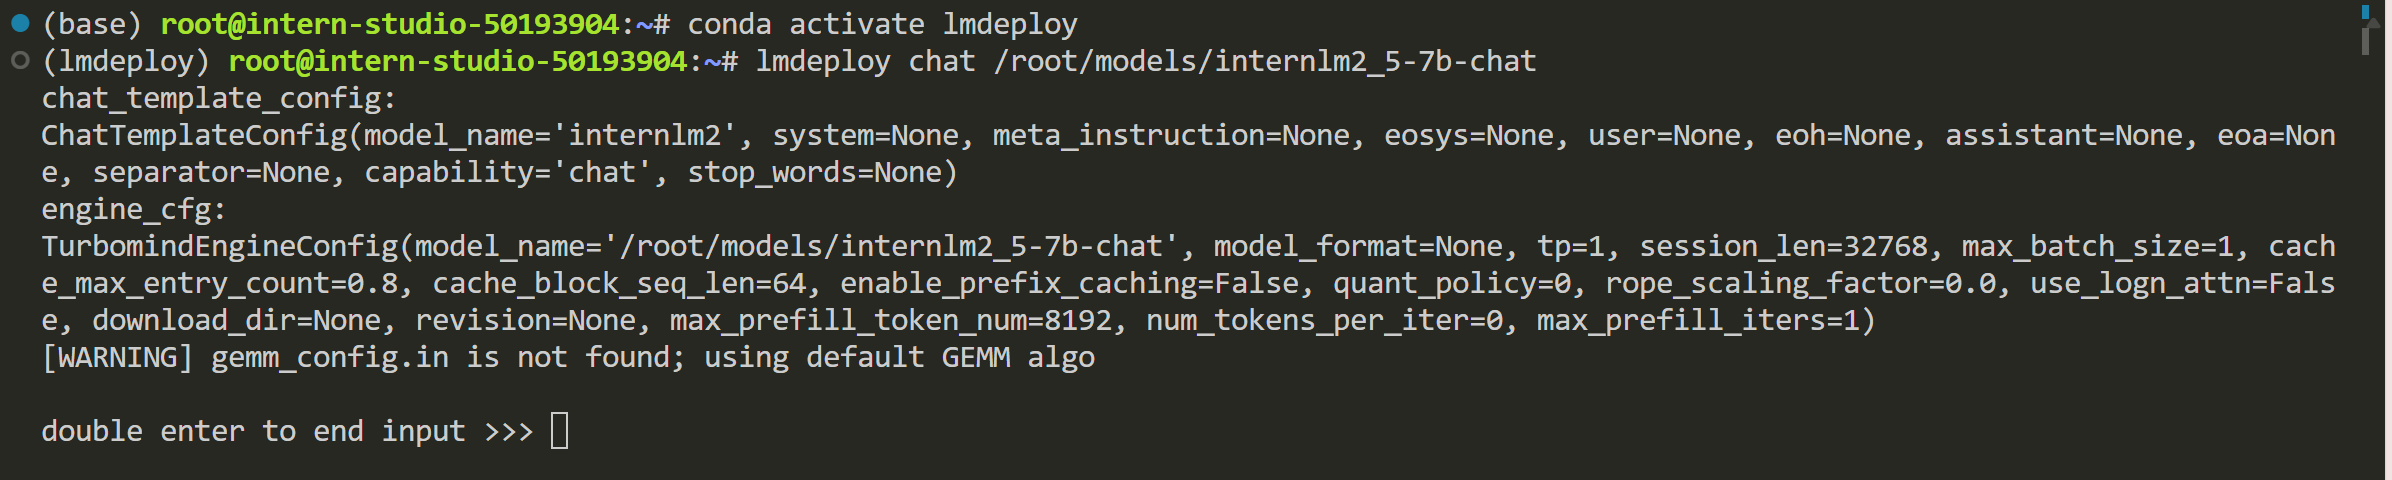 (base) root@intern-studio-50193904:~# conda activate lmdeploy
(lmdeploy) root@intern-studio-50193904:~# lmdeploy chat /root/models/internlm2_5-7b-chat
chat_template_config:
ChatTemplateConfig(model_name='internlm2', system=None, meta_instruction=None, eosys=None, user=None, eoh=None, assistant=None, eoa=Non
e, separator=None, capability='chat', stop_words=None)
engine_cfg:
TurbomindEngineConfig(model_name='/root/models/internlm2_5-7b-chat', model_format=None, tp=1, session_len=32768, max_batch_size=1, cach
e_max_entry_count=0.8, cache_block_seq_len=64, enable_prefix_caching=False, quant_policy=0, rope_scaling_factor=0.0, use_logn_attn=Fals
e, download_dir=None, revision=None, max_prefill_token_num=8192, num_tokens_per_iter=0, max_prefill_iters=1)
[WARNING] gemm_config.in is not found; using default GEMM algo
double enter to end input >>>